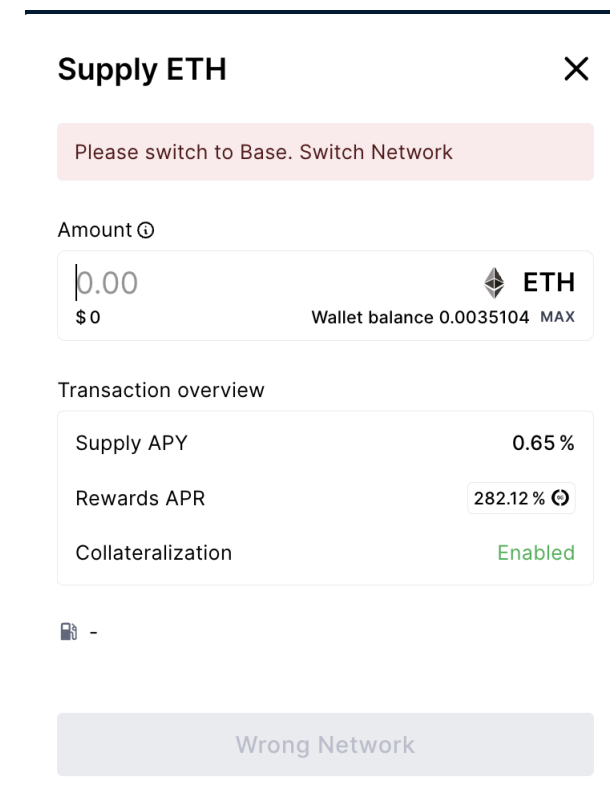 Supply ETH
Please switch to Base. Switch Network
Amount
0.00 ETH
$ 0 Wallet balance 0.0035104 MAX
Transaction overview
Supply APY 0.65 %
Rewards APR 282.12 %
Collateralization Enabled
-
Wrong Network